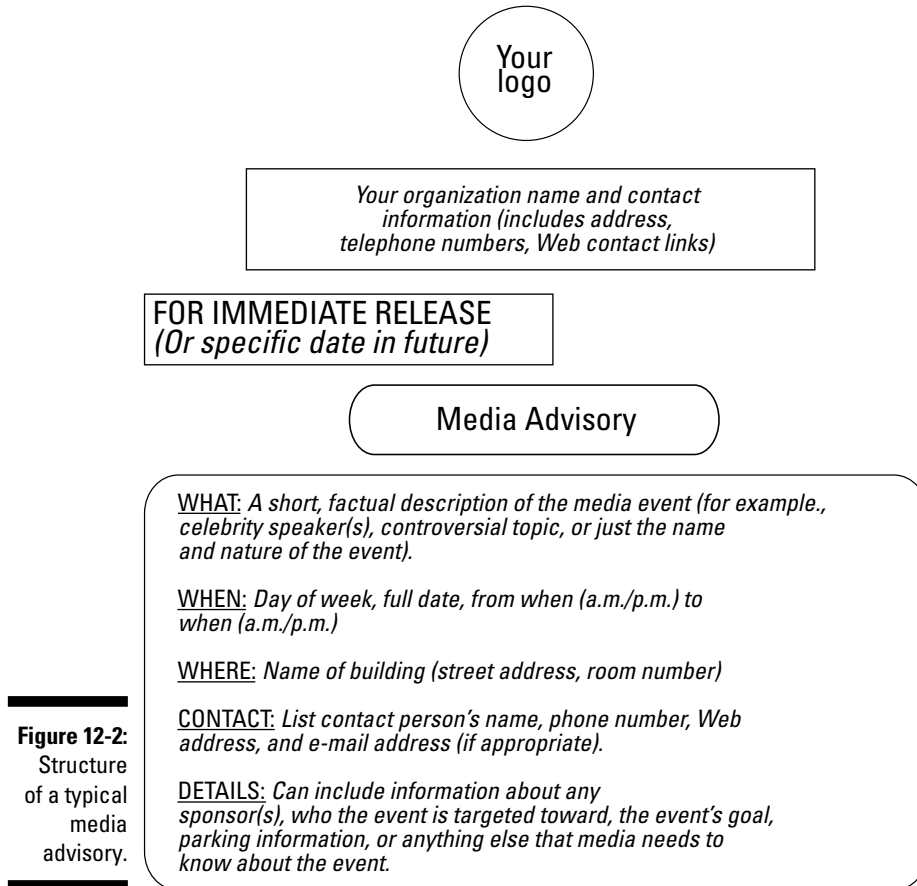 Your
logo
Your organization name and contact
information (includes address,
telephone numbers, Web contact links)
FOR IMMEDIATE RELEASE
(Or specific date in future)
Media Advisory
WHAT: A short, factual description of the media event (for example.,
celebrity speaker(s), controversial topic, or just the name
and nature of the event).
WHEN: Day of week, full date, from when (a.m./p.m.) to
when (a.m./p.m.)
WHERE: Name of building (street address, room number)
CONTACT: List contact person's name, phone number, Web
address, and e-mail address (if appropriate).
DETAILS: Can include information about any
sponsor(s), who the event is targeted toward, the event's goal,
parking information, or anything else that media needs to
know about the event.
Figure 12-2:
Structure
of a typical
media
advisory.